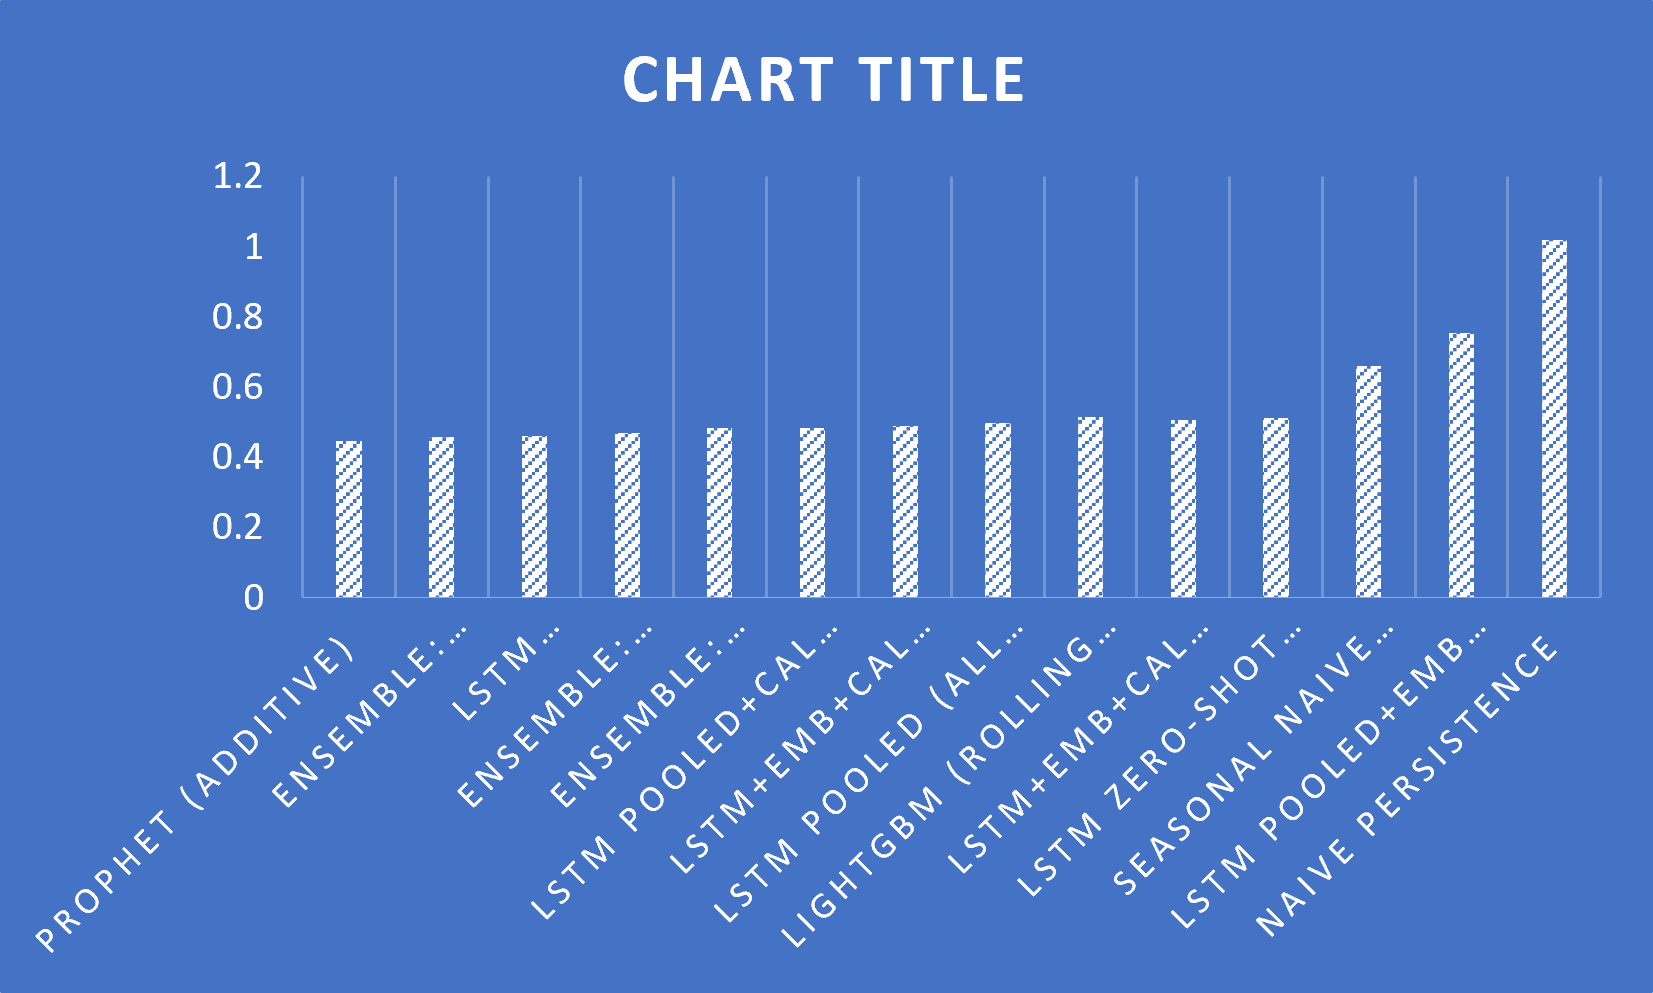 CHART TITLE
1.2
1
0.8
0.6
0.4
0.2
0
PROPHET (ADDITIVE)
ENSEMBLE:...
LSTM...
ENSEMBLE:...
ENSEMBLE:...
LSTM POOLED+CAL...
LSTM+EMB+CAL...
LSTM POOLED (ALL...
LIGHTGBM (ROLLING...
LSTM+EMB+CAL...
LSTM ZERO-SHOT...
SEASONAL NAIVE...
LSTM POOLED+EMB...
NAIVE PERSISTENCE